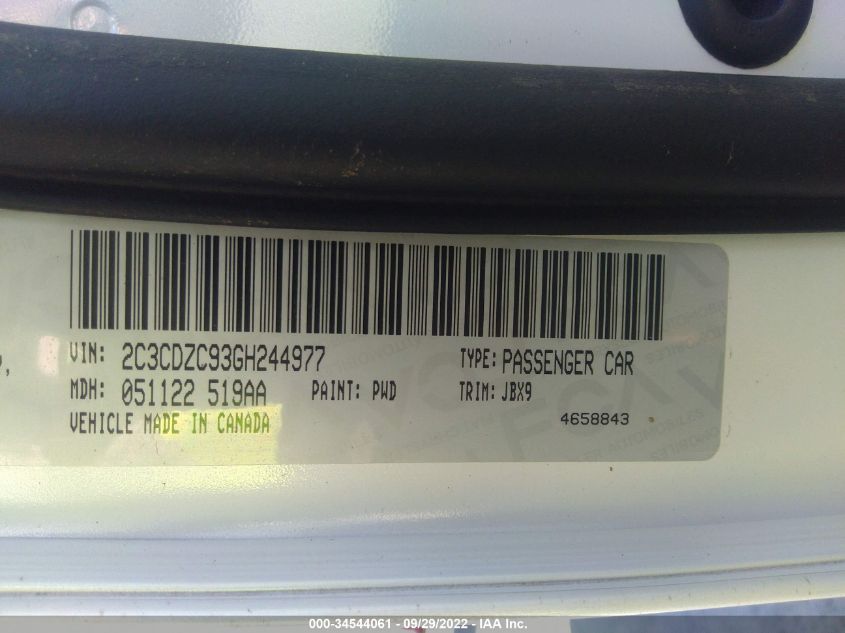 VIN: 2C3CDZC93GH244977 TYPE: PASSENGER CAR
MDH: 051122 519AA PAINT: PWD TRIM: JBX9
VEHICLE MADE IN CANADA 4658843
000-34544061 - 09/29/2022 - IAA Inc.